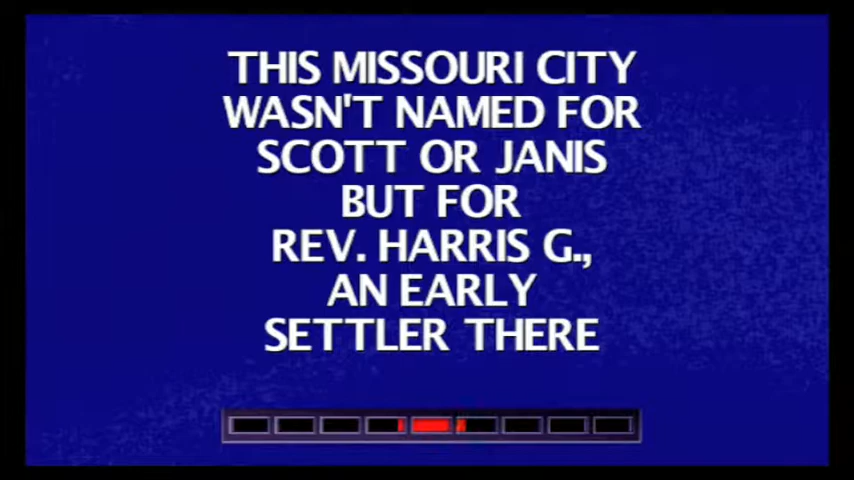 THIS MISSOURI CITY
WASN'T NAMED FOR
SCOTT OR JANIS
BUT FOR
REV. HARRIS G.,
AN EARLY
SETTLER THERE